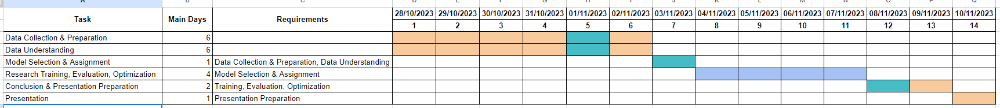 A B C D E F G H I J K L M N O P Q
28/10/2023 29/10/2023 30/10/2023 31/10/2023 01/11/2023 02/11/2023 03/11/2023 04/11/2023 05/11/2023 06/11/2023 07/11/2023 08/11/2023 09/11/2023 10/11/2023
Task Main Days Requirements
1 2 3 4 5 6 7 8 9 10 11 12 13 14
Data Collection & Preparation 6
Data Understanding 6
Model Selection & Assignment 1 Data Collection & Preparation, Data Understanding
Research Training, Evaluation, Optimization 4 Model Selection & Assignment
Conclusion & Presentation Preparation 2 Training, Evaluation, Optimization
Presentation 1 Presentation Preparation